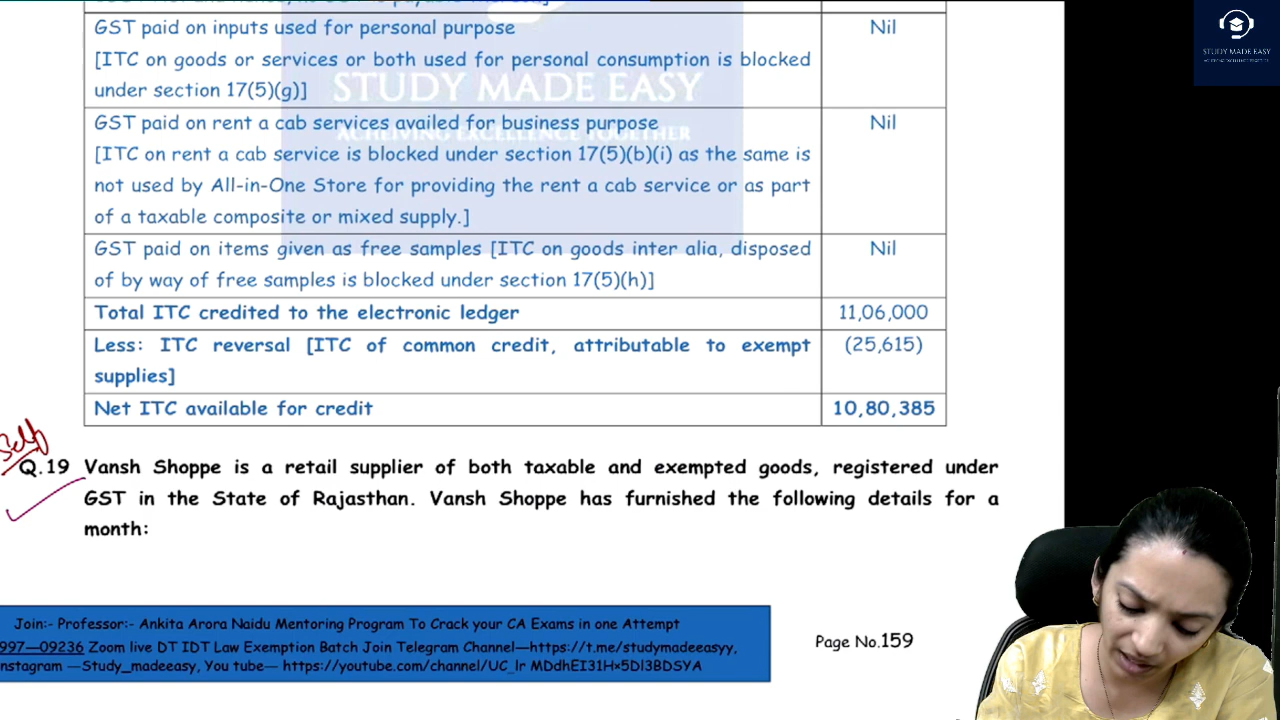 GST paid on inputs used for personal purpose Nil
[ITC on goods or services or both used for personal consumption is blocked
under section 17(5)(g)]
GST paid on rent a cab services availed for business purpose Nil
[ITC on rent a cab service is blocked under section 17(5)(b)(i) as the same is
not used by All-in-One Store for providing the rent a cab service or as part
of a taxable composite or mixed supply.]
GST paid on items given as free samples [ITC on goods inter alia, disposed Nil
of by way of free samples is blocked under section 17(5)(h)]
Total ITC credited to the electronic ledger 11,06,000
Less: ITC reversal [ITC of common credit, attributable to exempt (25,615)
supplies]
Net ITC available for credit 10,80,385
STUDY MADE EASY
ACHEIVING EXCELLENCE TOGETHER
STUDY MADE EASY
Self
Q.19 Vansh Shoppe is a retail supplier of both taxable and exempted goods, registered under
GST in the State of Rajasthan. Vansh Shoppe has furnished the following details for a
month:
Join:- Professor:- Ankita Arora Naidu Mentoring Program To Crack your CA Exams in one Attempt
997—09236 Zoom live DT IDT Law Exemption Batch Join Telegram Channel—https://t.me/studymadeeasyy,
nstagram —Study_madeeasy, You tube— https://youtube.com/channel/UC_lr MDdhEI31H×5Dl3BDSYA
Page No.159